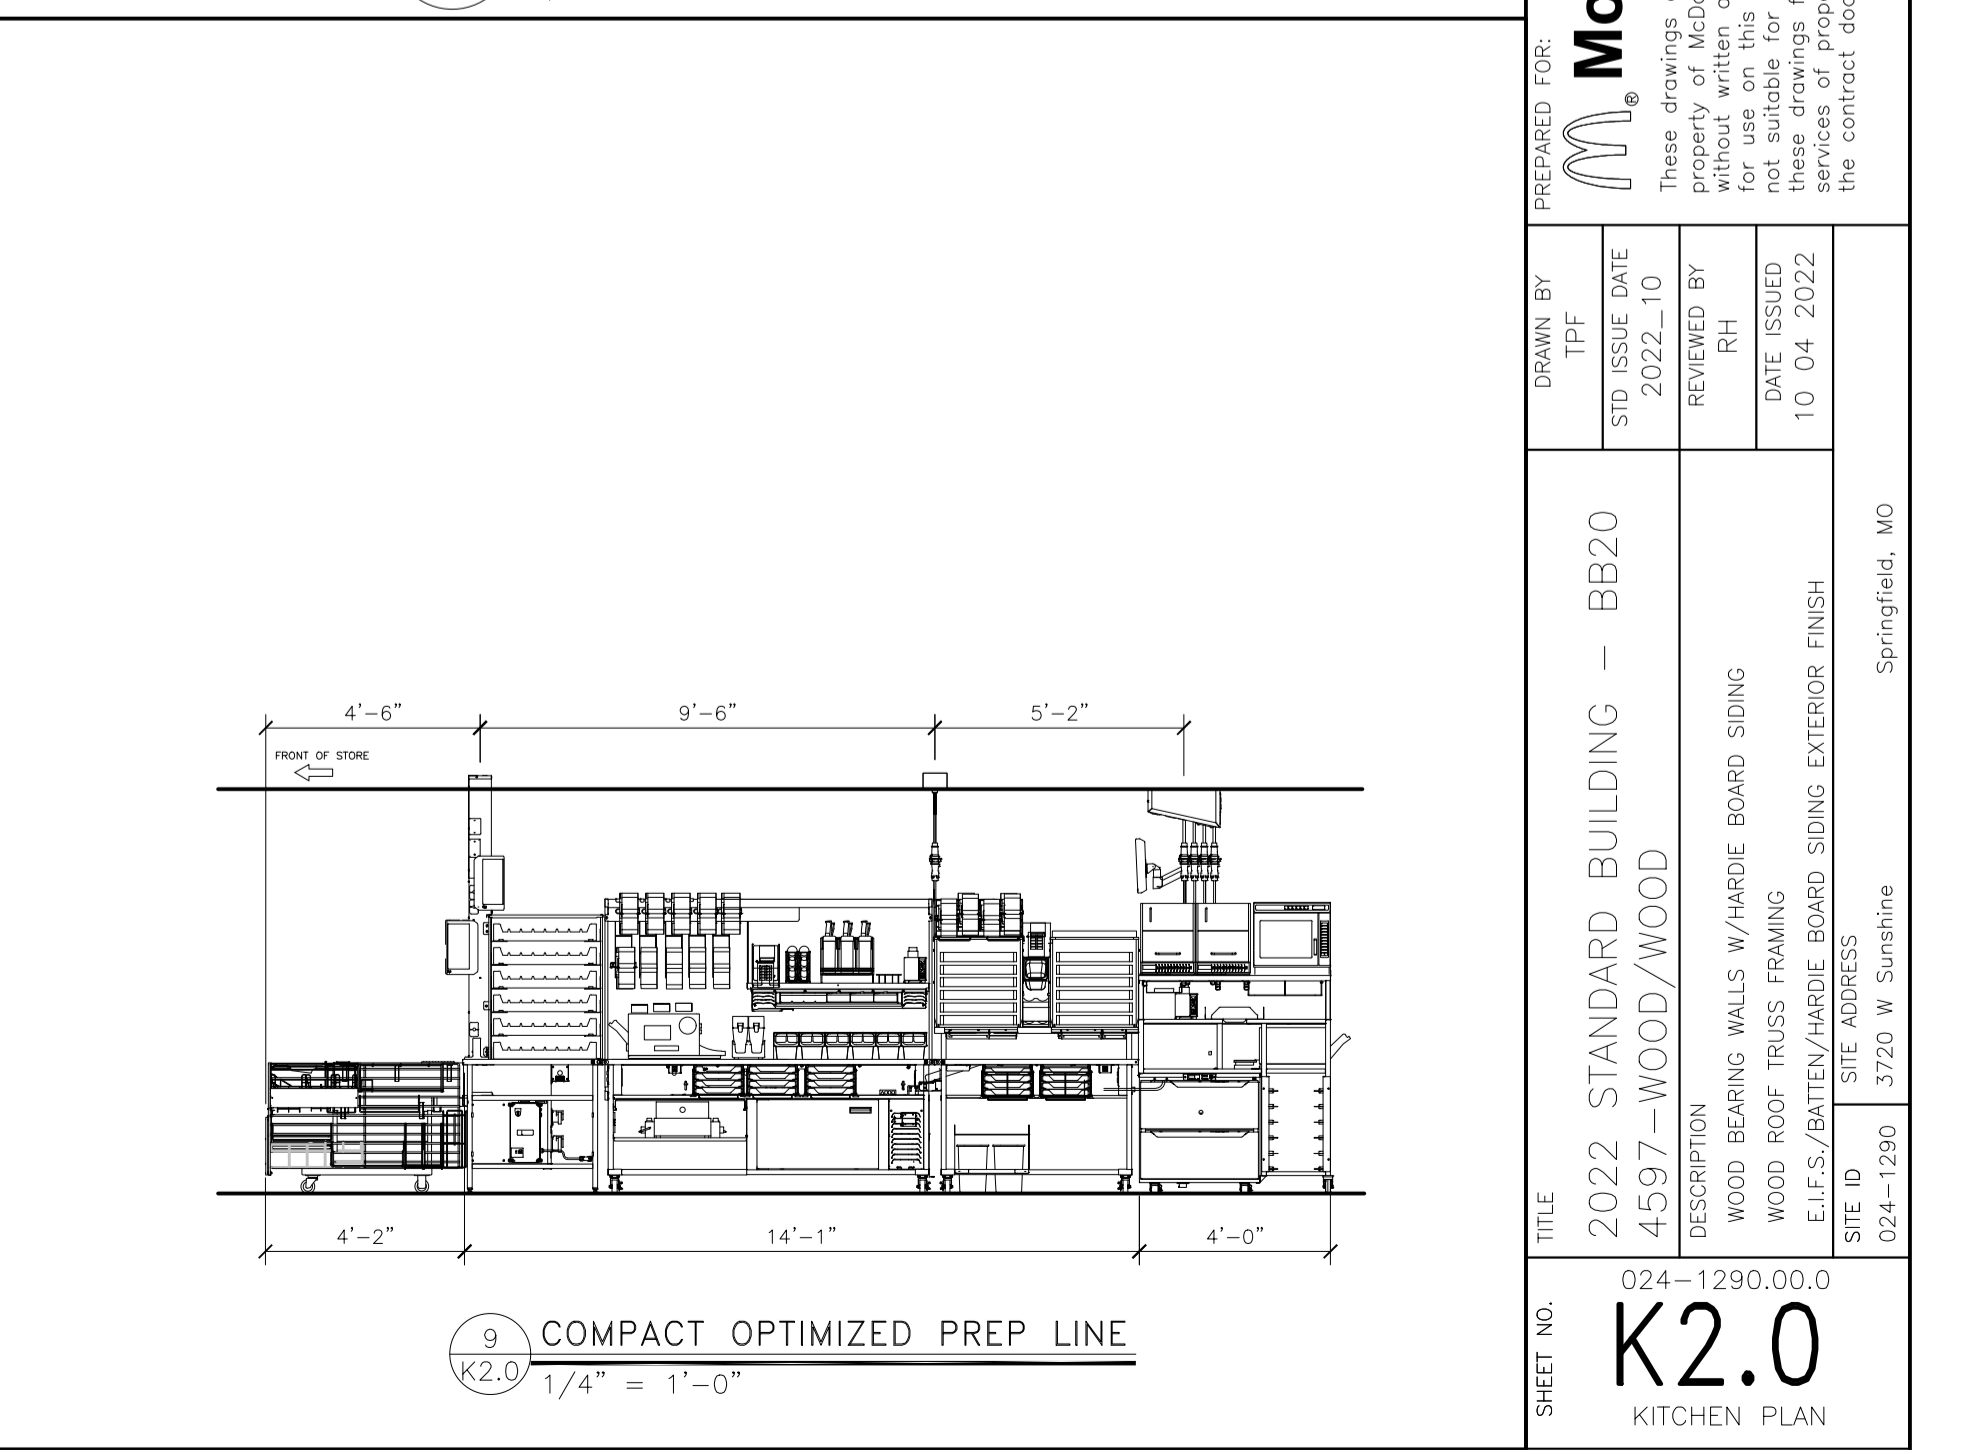 4'-6"
9'-6"
5'-2"
FRONT OF STORE
4'-2"
14'-1"
4'-0"
9
K2.0
COMPACT OPTIMIZED PREP LINE
1/4" = 1'-0"
PREPARED FOR:
®
These drawings
property of
without written
for use on this
not suitable for
these drawings
services of
the contract
DRAWN BY
TPF
STD ISSUE DATE
2022_10
REVIEWED BY
RH
DATE ISSUED
10 04 2022
TITLE
2022 STANDARD BUILDING - BB20
4597-WOOD/WOOD
DESCRIPTION
WOOD BEARING WALLS W/HARDIE BOARD SIDING
WOOD ROOF TRUSS FRAMING
E.I.F.S./BATTEN/HARDIE BOARD SIDING EXTERIOR FINISH
SITE ADDRESS
3720 W Sunshine Springfield, MO
SITE ID
024-1290
SHEET NO.
024-1290.00.0
K2.0
KITCHEN PLAN